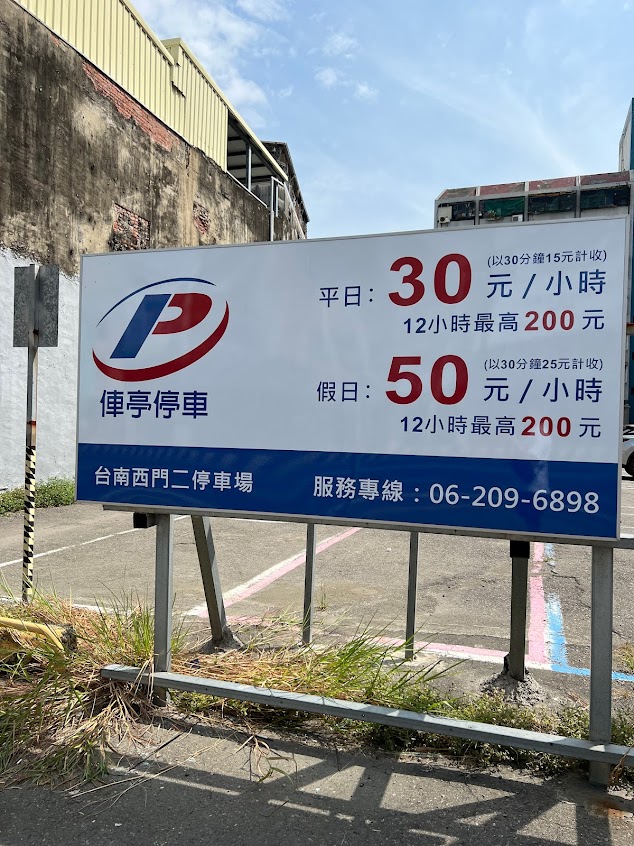 平日：30元/小時
(以30分鐘15元計收)
12小時最高200元
假日：50元/小時
(以30分鐘25元計收)
12小時最高200元
P
俥亭停車
台南西門二停車場
服務專線：06-209-6898